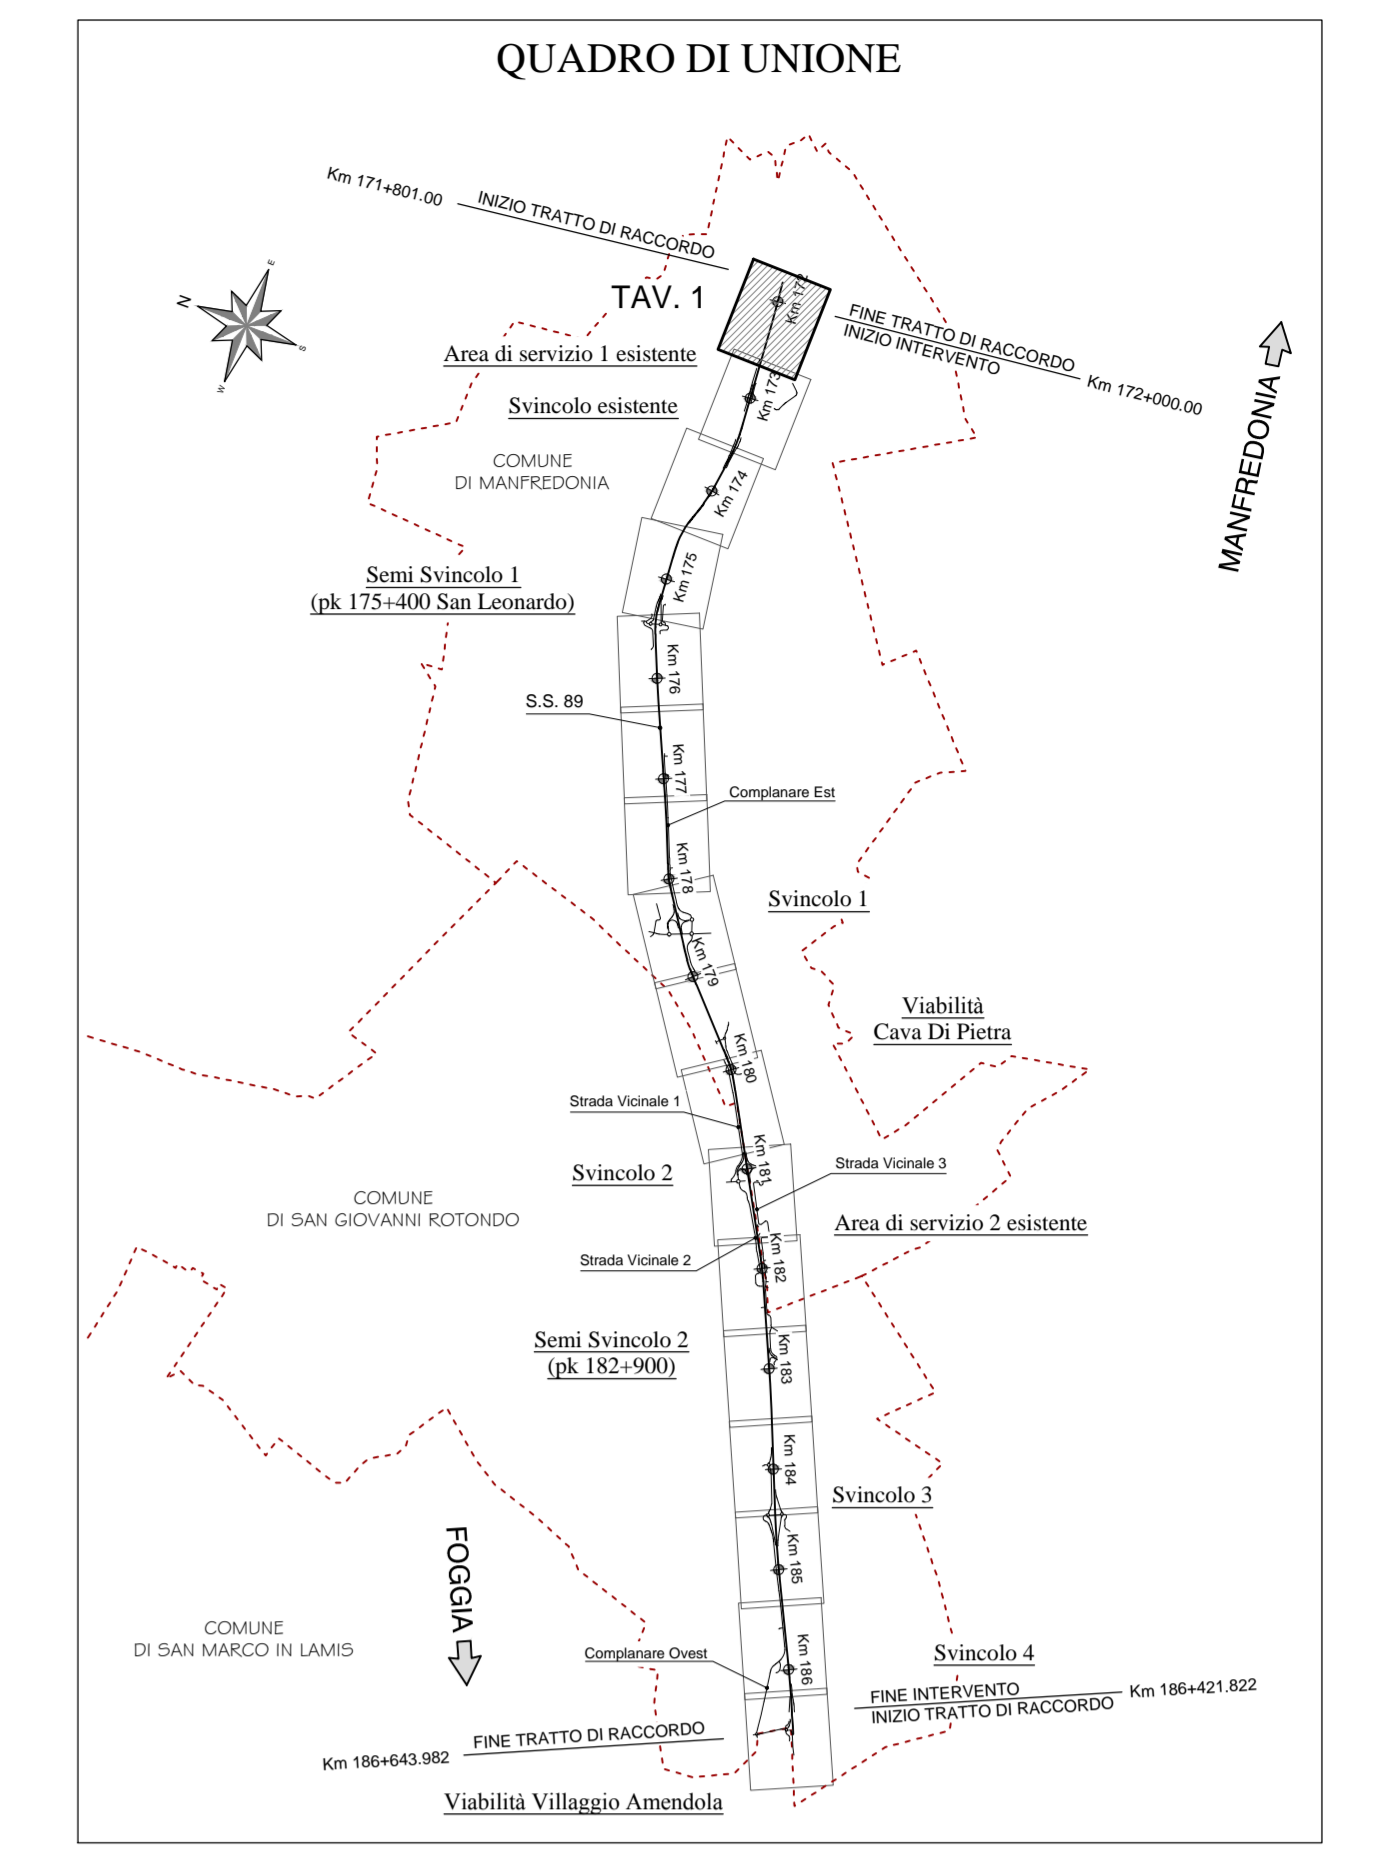 QUADRO DI UNIONE
Km 171+801.00
INIZIO TRATTO DI RACCORDO
N
E
S
W
TAV. 1
Km 172
FINE TRATTO DI RACCORDO
INIZIO INTERVENTO
Km 172+000.00
MANFREDONIA
Area di servizio 1 esistente
Km 173
Svincolo esistente
COMUNE
DI MANFREDONIA
Km 174
Semi Svincolo 1
(pk 175+400 San Leonardo)
Km 175
Km 176
S.S. 89
Km 177
Complanare Est
Km 178
Svincolo 1
Km 179
Viabilità
Cava Di Pietra
Km 180
Strada Vicinale 1
Km 181
Svincolo 2
Strada Vicinale 3
COMUNE
DI SAN GIOVANNI ROTONDO
Area di servizio 2 esistente
Strada Vicinale 2
Km 182
Semi Svincolo 2
(pk 182+900)
Km 183
Km 184
Svincolo 3
FOGGIA
Km 185
COMUNE
DI SAN MARCO IN LAMIS
Complanare Ovest
Km 186
Svincolo 4
FINE INTERVENTO
INIZIO TRATTO DI RACCORDO
Km 186+421.822
FINE TRATTO DI RACCORDO
Km 186+643.982
Viabilità Villaggio Amendola